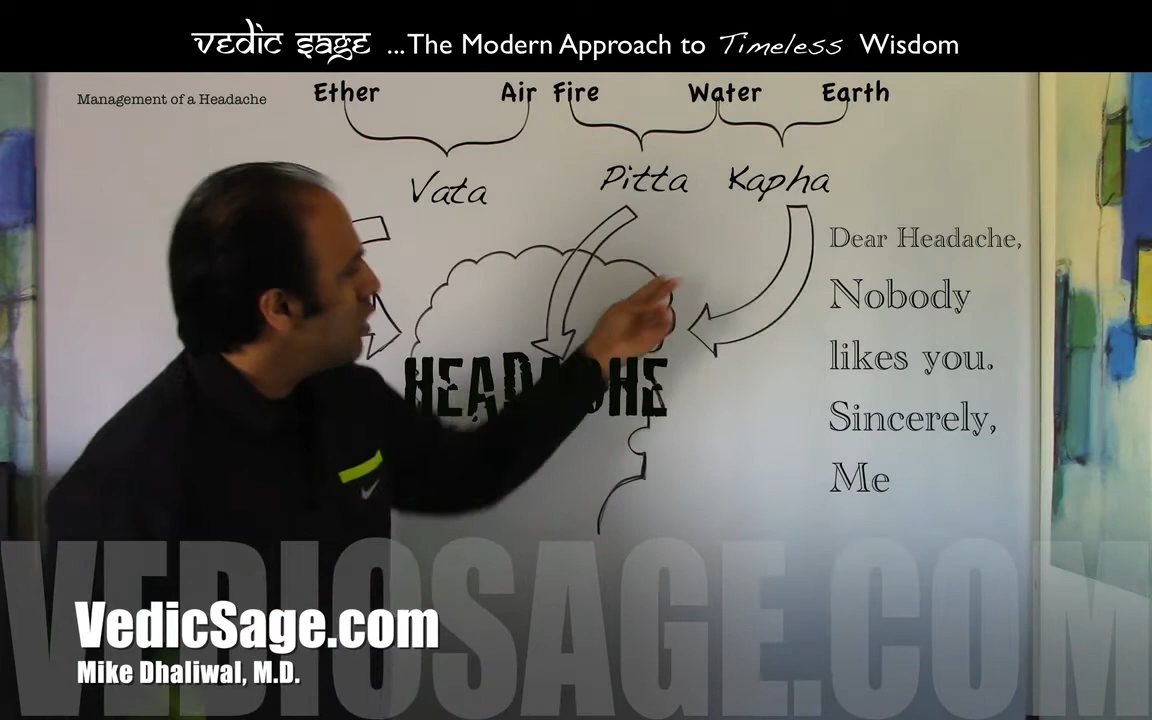 vedic sage ...The Modern Approach to Timeless Wisdom
Management of a Headache
Ether Air Fire Water Earth
Vata Pitta Kapha
Dear Headache,
Nobody
likes you.
Sincerely,
Me
HEADACHE
VEDIOSAGE.COM
VedicSage.com
Mike Dhaliwal, M.D.